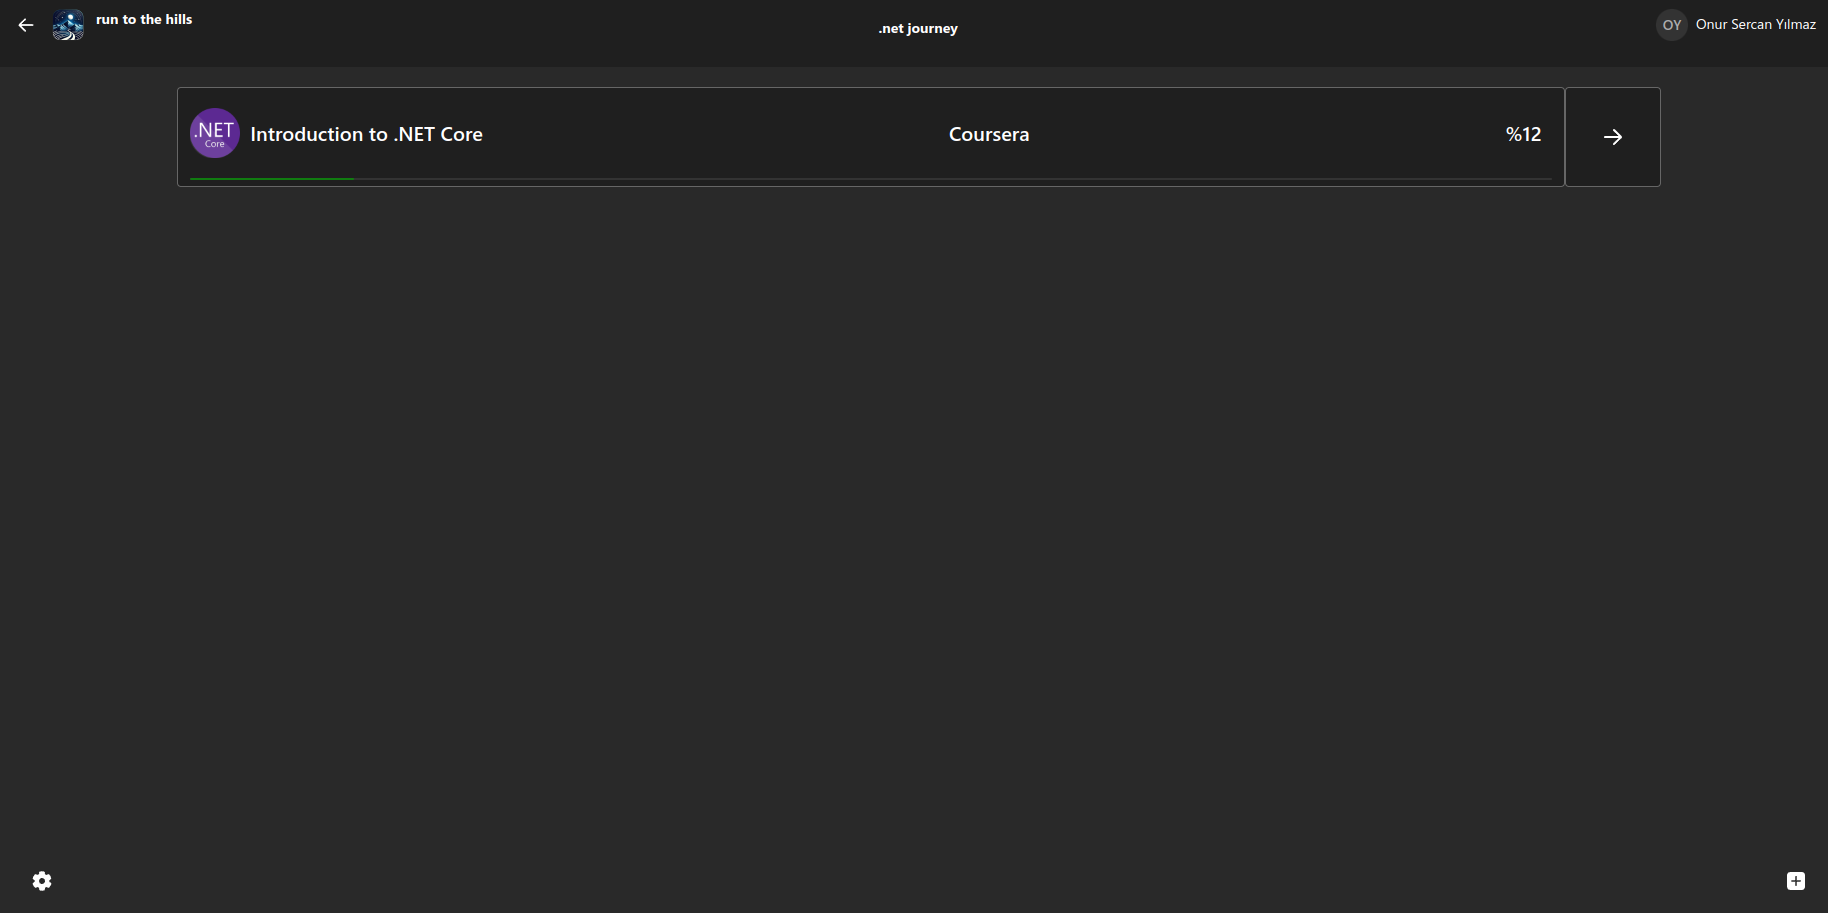 run to the hills
.net journey
OY
Onur Sercan Yılmaz
.NET
Core
Introduction to .NET Core
Coursera
%12